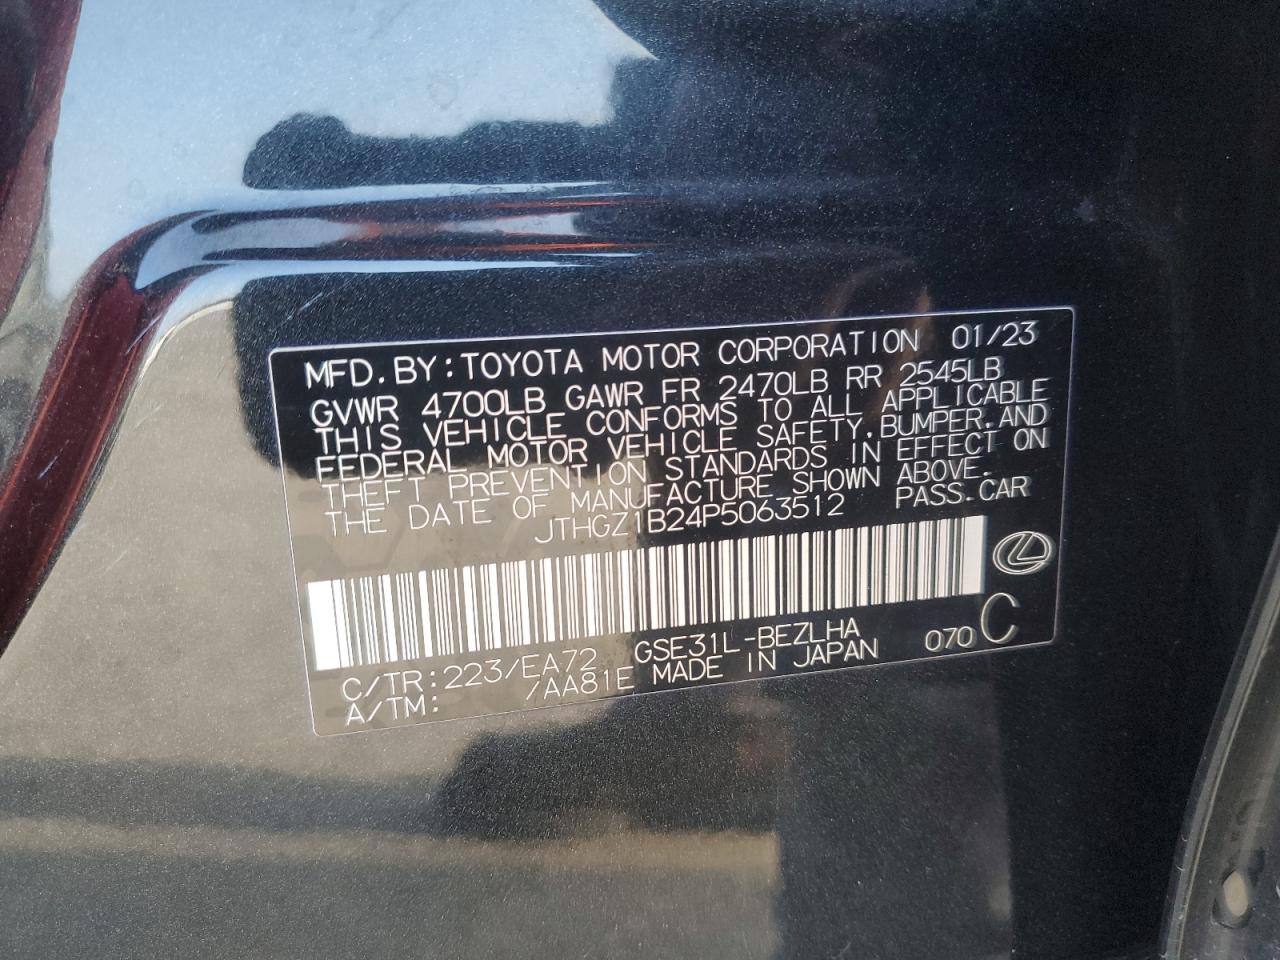 MFD.BY:TOYOTA MOTOR CORPORATION 01/23
GVWR 4700LB GAWR FR 2470LB RR 2545LB
THIS VEHICLE CONFORMS TO ALL APPLICABLE
FEDERAL MOTOR VEHICLE SAFETY,BUMPER,AND
THEFT PREVENTION STANDARDS IN EFFECT ON
THE DATE OF MANUFACTURE SHOWN ABOVE.
JTHGZ1B24P5063512 PASS.CAR
C/TR:223/EA72 GSE31L-BEZLHA 070 C
A/TM: /AA81E MADE IN JAPAN